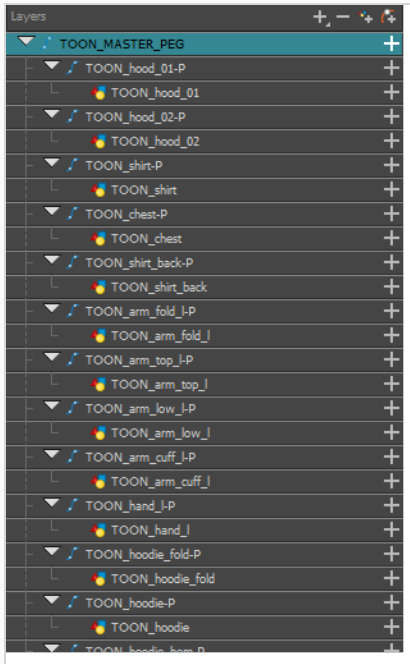 Layers
TOON_MASTER_PEG
TOON_hood_01-P
TOON_hood_01
TOON_hood_02-P
TOON_hood_02
TOON_shirt-P
TOON_shirt
TOON_chest-P
TOON_chest
TOON_shirt_back-P
TOON_shirt_back
TOON_arm_fold_l-P
TOON_arm_fold_l
TOON_arm_top_l-P
TOON_arm_top_l
TOON_arm_low_l-P
TOON_arm_low_l
TOON_arm_cuff_l-P
TOON_arm_cuff_l
TOON_hand_l-P
TOON_hand_l
TOON_hoodie_fold-P
TOON_hoodie_fold
TOON_hoodie-P
TOON_hoodie
TOON_hoodie_hem-P